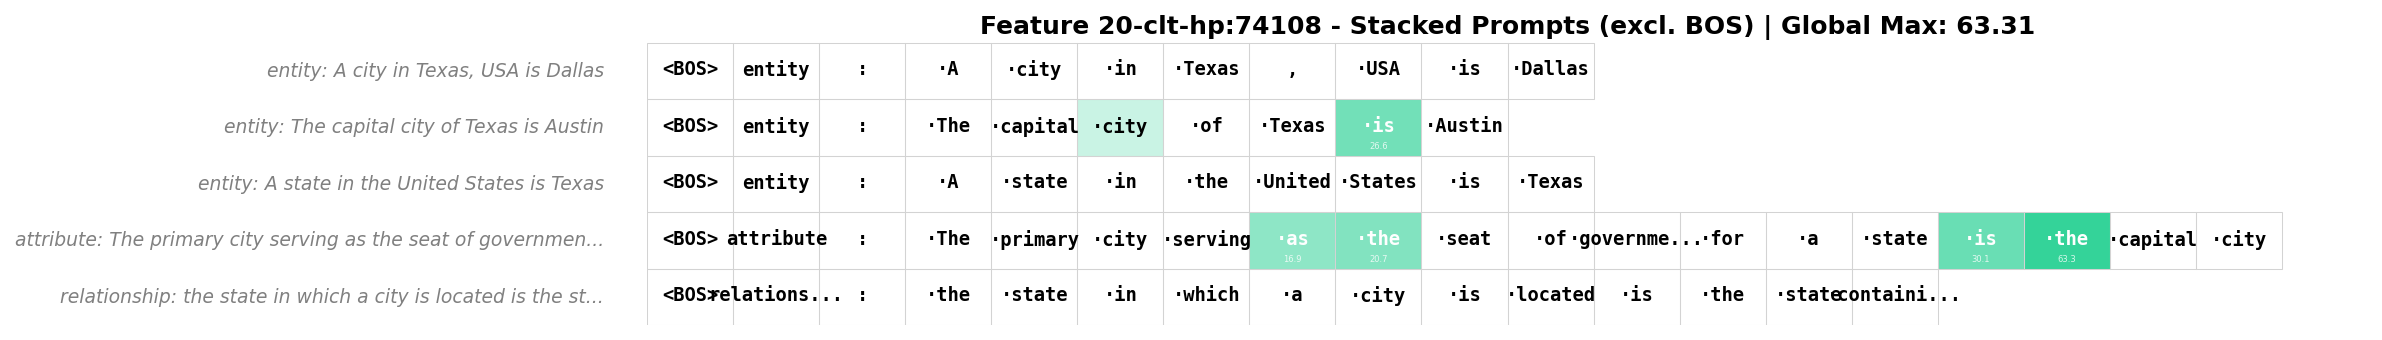 Feature 20-clt-hp:74108 - Stacked Prompts (excl. BOS) | Global Max: 63.31
entity: A city in Texas, USA is Dallas <BOS> entity : ·A ·city ·in ·Texas , ·USA ·is ·Dallas
entity: The capital city of Texas is Austin <BOS> entity : ·The ·capital ·city ·of ·Texas ·is ·Austin
26.6
entity: A state in the United States is Texas <BOS> entity : ·A ·state ·in ·the ·United ·States ·is ·Texas
attribute: The primary city serving as the seat of governmen... <BOS> attribute : ·The ·primary ·city ·serving ·as ·the ·seat ·of ·governme... ·for ·a ·state ·is ·the ·capital ·city
16.9 20.7 30.1 63.3
relationship: the state in which a city is located is the st... <BOS> relations... : ·the ·state ·in ·which ·a ·city ·is ·located ·is ·the ·state containi...